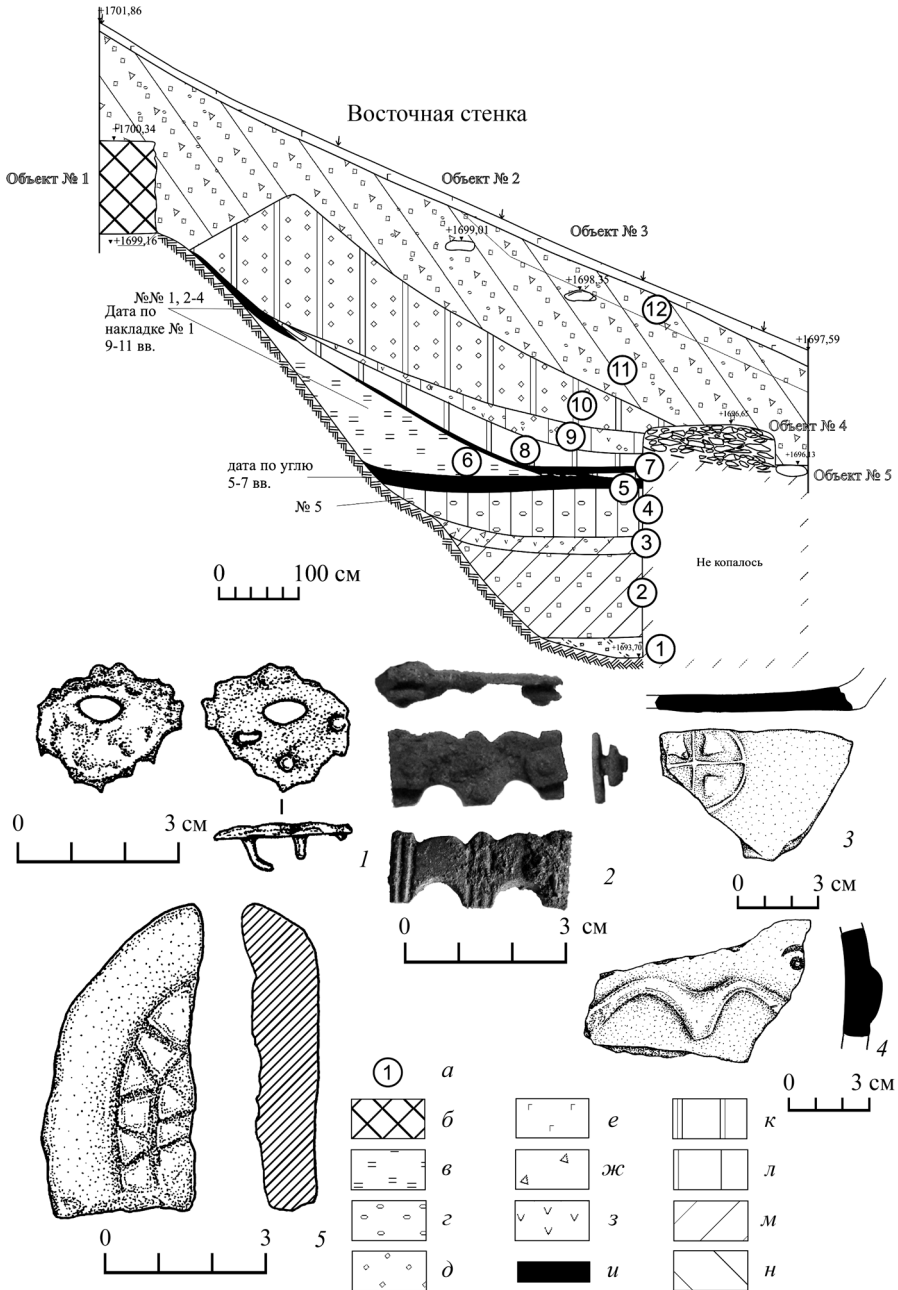 +1701,86
Восточная стенка
+1700,34
Объект № 1
Объект № 2
+1699,16
+1699,01
Объект № 3
№№ 1, 2-4
Дата по
накладке № 1
9-11 вв.
+1698,35
12
+1697,59
11
10
+1696,65
Объект № 4
9
8
7
+1696,13
Объект № 5
6
дата по углю
5-7 вв.
5
№ 5
4
3
0 100 см
Не копалось
2
1
+1693,70
0 3 см
1
2
0 3 см
3
0 3 см
4
0 3 см
5
0 3
1 а
б
в
г
д
е
ж
з
и
к
л
м
н